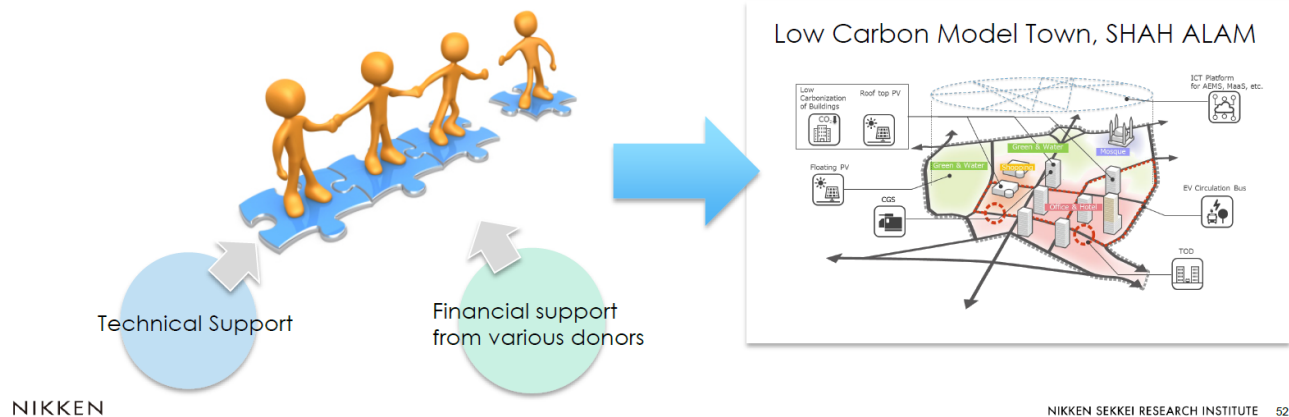 Low Carbon Model Town, SHAH ALAM
ICT Platform
for AEMS, MaaS, etc.
Low
Carbonization
of Buildings
Roof top PV
CO₂
Green & Water
Mosque
Floating PV
Green & Water
Shopping
EV Circulation Bus
CGS
Office & Hotel
TOD
Technical Support
Financial support
from various donors
NIKKEN
NIKKEN SEKKEI RESEARCH INSTITUTE 52